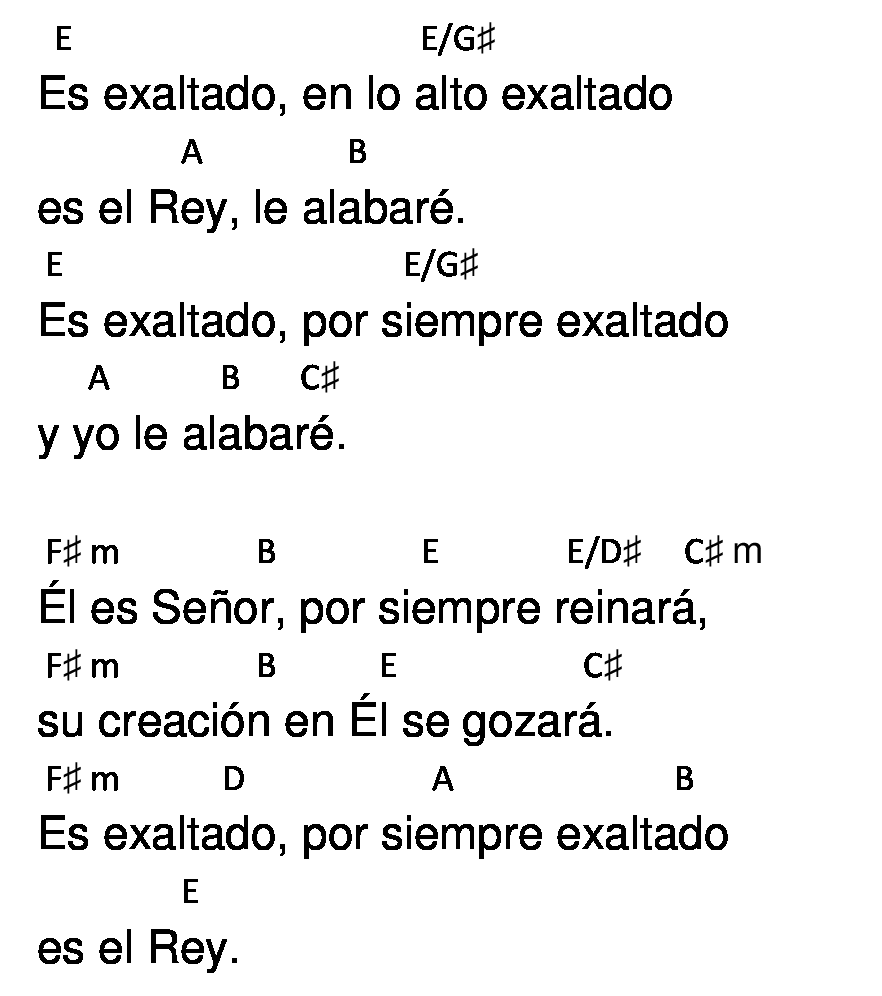 E E/G♯
Es exaltado, en lo alto exaltado
A B
es el Rey, le alabaré.
E E/G♯
Es exaltado, por siempre exaltado
A B C♯
y yo le alabaré.
F♯ m B E E/D♯ C♯ m
Él es Señor, por siempre reinará,
F♯ m B E C♯
su creación en Él se gozará.
F♯ m D A B
Es exaltado, por siempre exaltado
E
es el Rey.